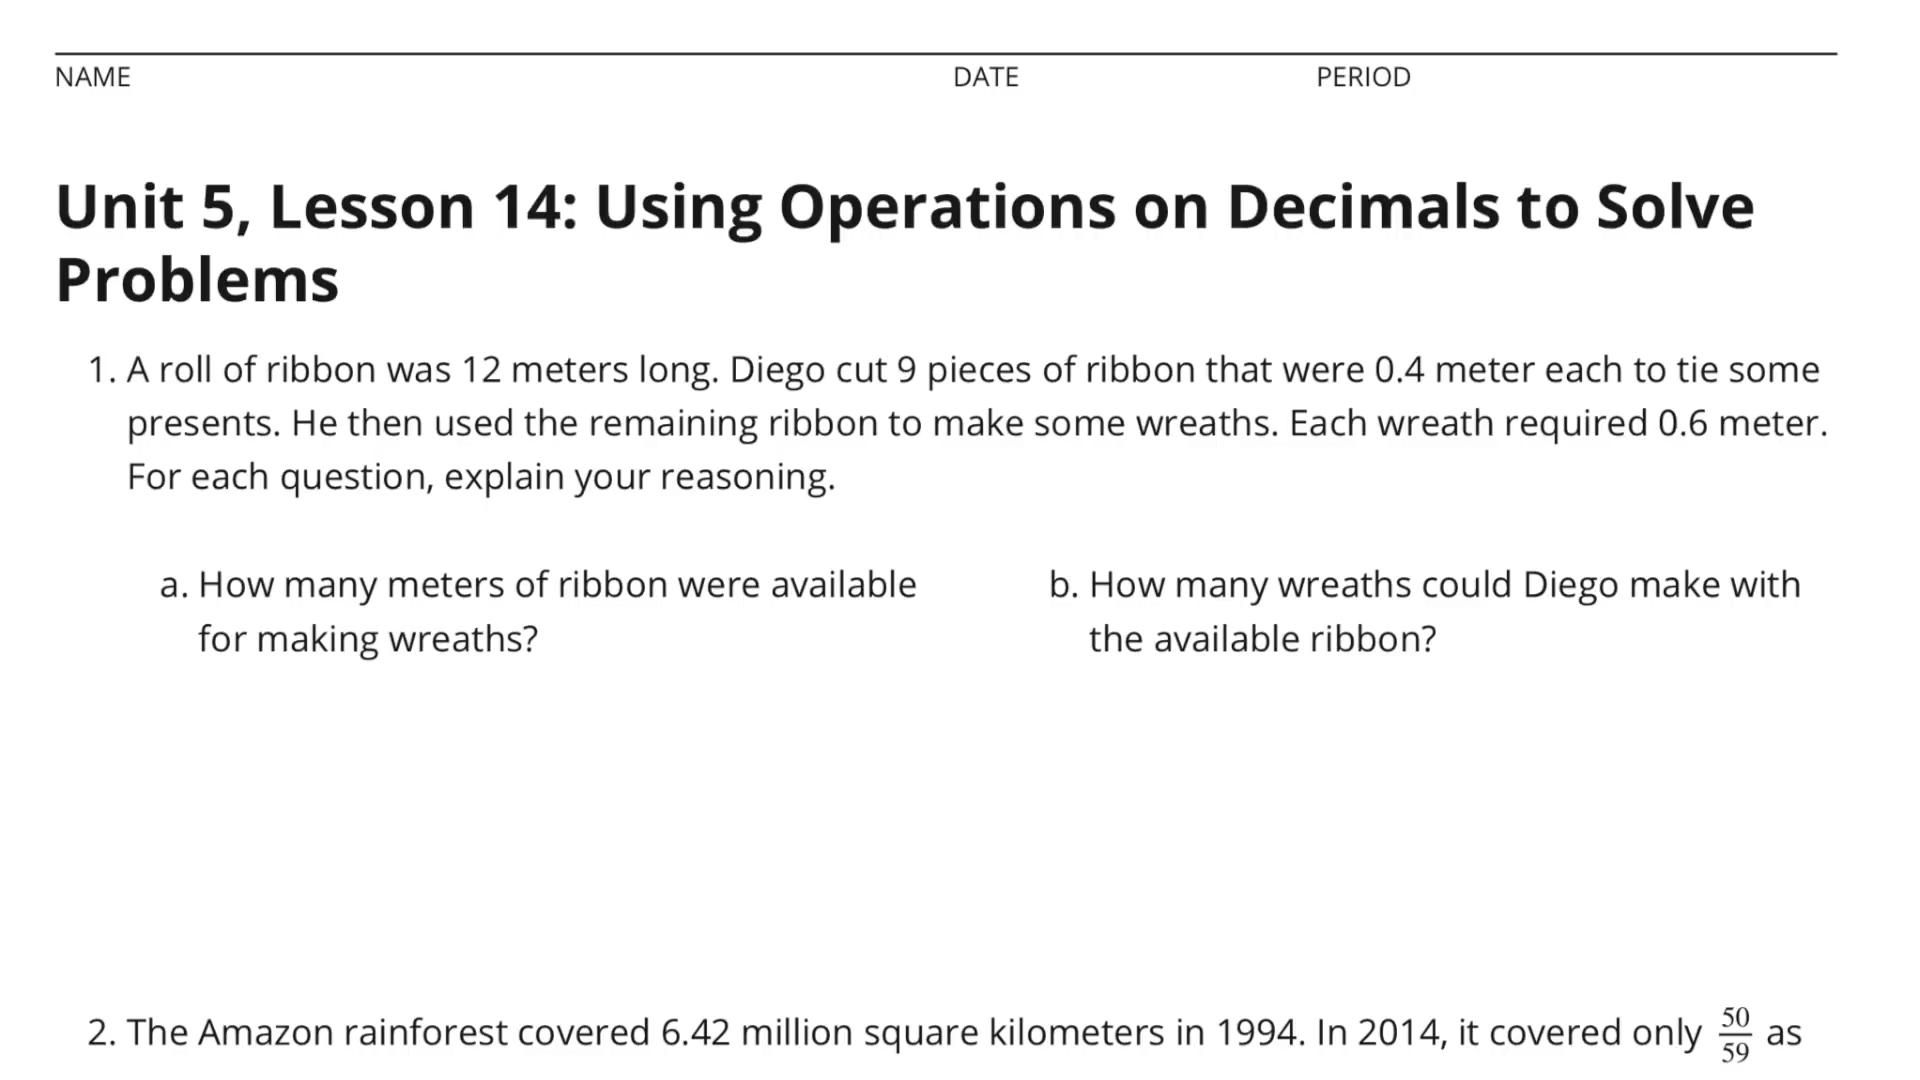 NAME DATE PERIOD
Unit 5, Lesson 14: Using Operations on Decimals to Solve
Problems
1. A roll of ribbon was 12 meters long. Diego cut 9 pieces of ribbon that were 0.4 meter each to tie some
presents. He then used the remaining ribbon to make some wreaths. Each wreath required 0.6 meter.
For each question, explain your reasoning.
a. How many meters of ribbon were available
for making wreaths?
b. How many wreaths could Diego make with
the available ribbon?
2. The Amazon rainforest covered 6.42 million square kilometers in 1994. In 2014, it covered only 50/59 as